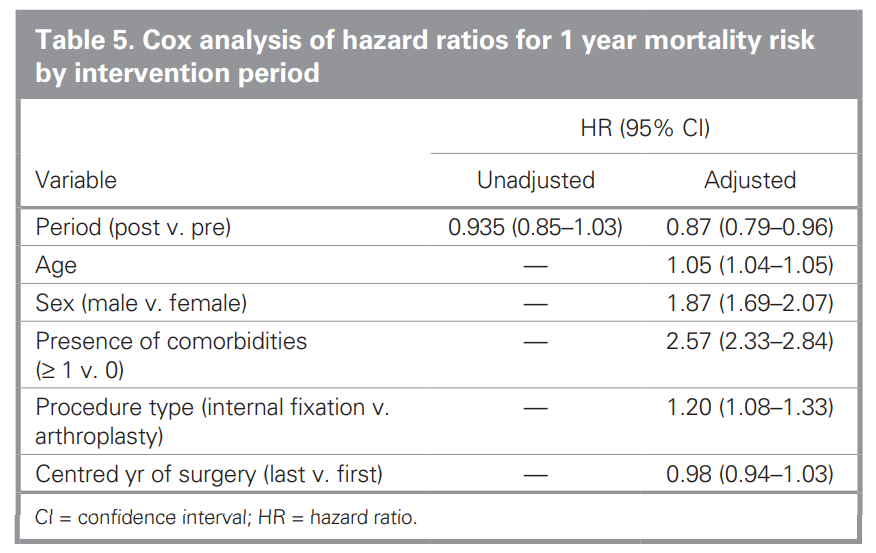 Table 5. Cox analysis of hazard ratios for 1 year mortality risk
by intervention period
HR (95% CI)
Variable Unadjusted Adjusted
Period (post v. pre) 0.935 (0.85–1.03) 0.87 (0.79–0.96)
Age — 1.05 (1.04–1.05)
Sex (male v. female) — 1.87 (1.69–2.07)
Presence of comorbidities — 2.57 (2.33–2.84)
(≥ 1 v. 0)
Procedure type (internal fixation v. — 1.20 (1.08–1.33)
arthroplasty)
Centred yr of surgery (last v. first) — 0.98 (0.94–1.03)
CI = confidence interval; HR = hazard ratio.